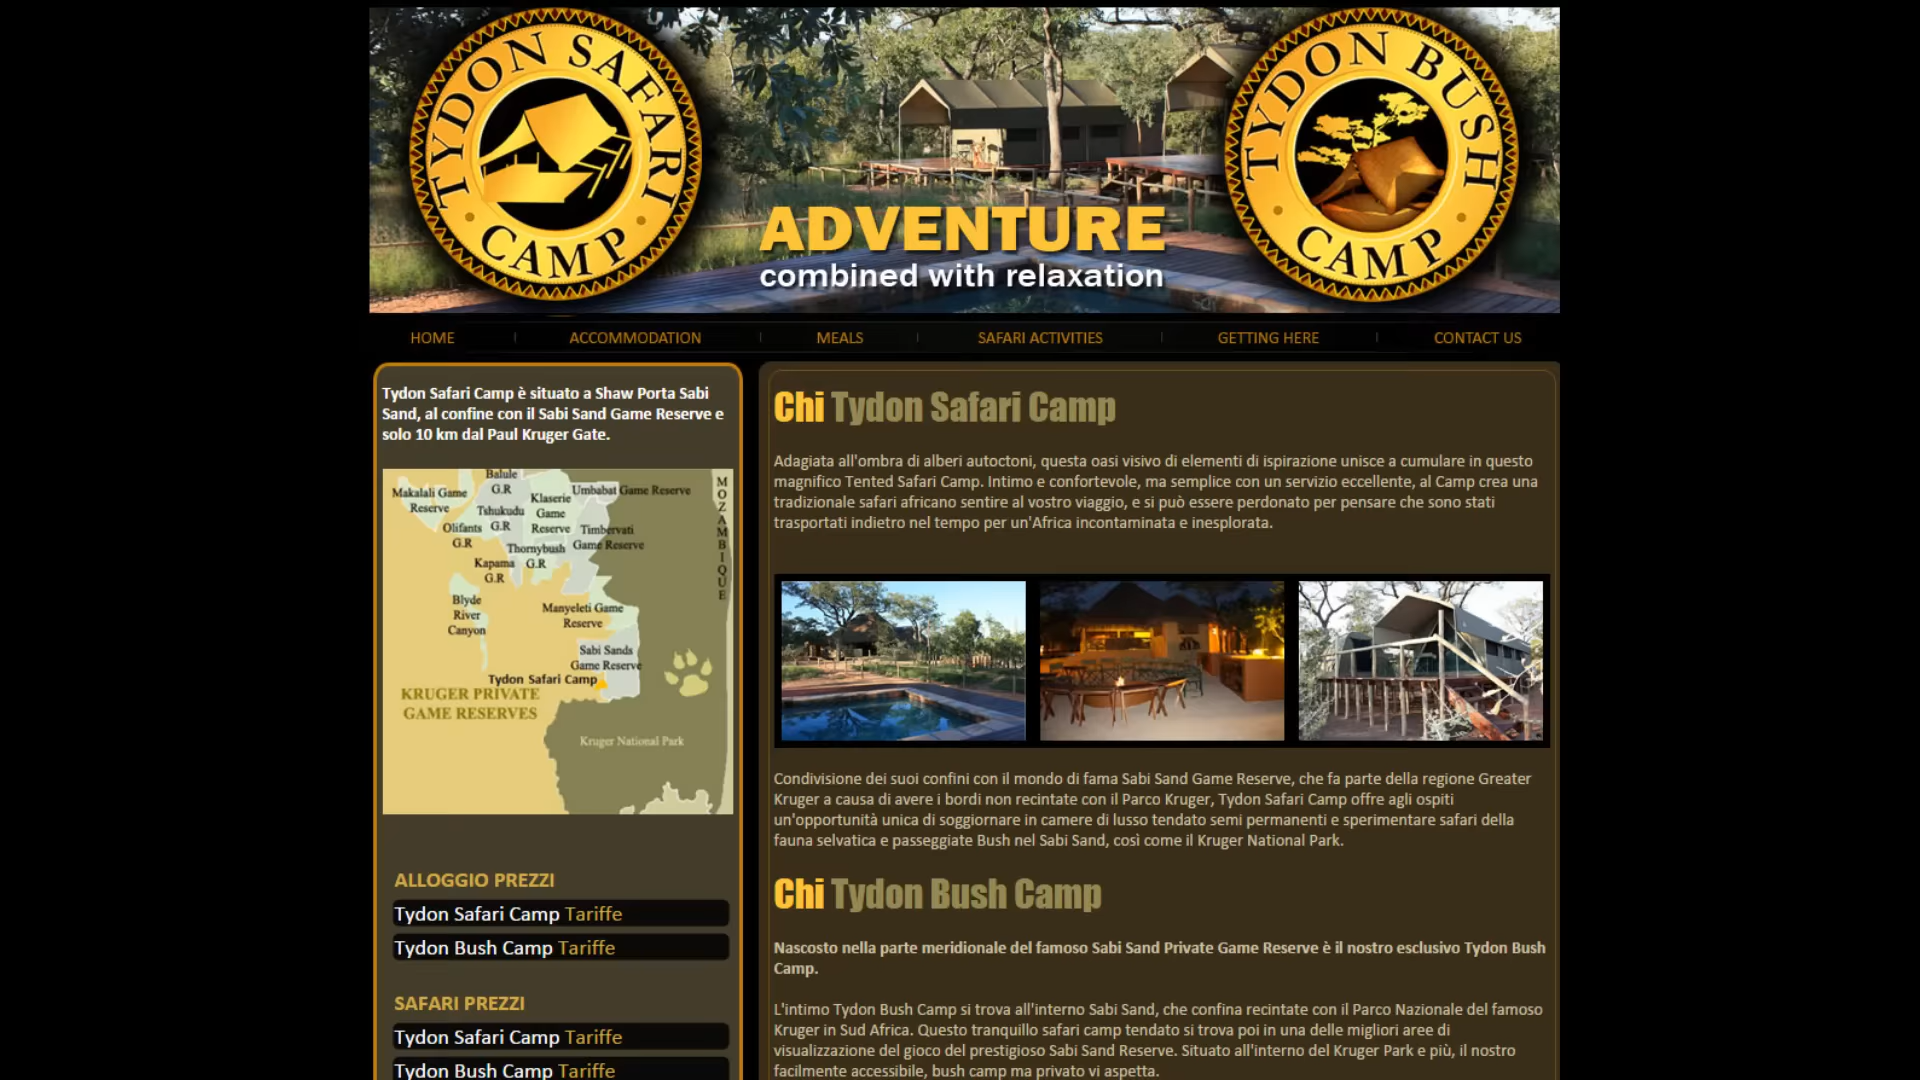 TYDON SAFARI
CAMP
ADVENTURE
combined with relaxation
TYDON BUSH
CAMP
HOME
ACCOMMODATION
MEALS
SAFARI ACTIVITIES
GETTING HERE
CONTACT US
Tydon Safari Camp è situato a Shaw Porta Sabi
Sand, al confine con il Sabi Sand Game Reserve e
solo 10 km dal Paul Kruger Gate.
Balule
G.R
Makalali Game
Reserve
Klaserie
Game
Reserve
Umbabat Game Reserve
Tshukudu
G.R
Olifants
G.R
Timbervati
Game Reserve
Thornybush
G.R
Kapama
G.R
MOZAMBIQUE
Blyde
River
Canyon
Manyeleti Game
Reserve
Sabi Sands
Game Reserve
Tydon Safari Camp
KRUGER PRIVATE
GAME RESERVES
Kruger National Park
ALLOGGIO PREZZI
Tydon Safari Camp Tariffe
Tydon Bush Camp Tariffe
SAFARI PREZZI
Tydon Safari Camp Tariffe
Tydon Bush Camp Tariffe
Chi Tydon Safari Camp
Adagiata all'ombra di alberi autoctoni, questa oasi visivo di elementi di ispirazione unisce a cumulare in questo
magnifico Tented Safari Camp. Intimo e confortevole, ma semplice con un servizio eccellente, al Camp crea una
tradizionale safari africano sentire al vostro viaggio, e si può essere perdonato per pensare che sono stati
trasportati indietro nel tempo per un'Africa incontaminata e inesplorata.
Condivisione dei suoi confini con il mondo di fama Sabi Sand Game Reserve, che fa parte della regione Greater
Kruger a causa di avere i bordi non recintate con il Parco Kruger, Tydon Safari Camp offre agli ospiti
un'opportunità unica di soggiornare in camere di lusso tendato semi permanenti e sperimentare safari della
fauna selvatica e passeggiate Bush nel Sabi Sand, così come il Kruger National Park.
Chi Tydon Bush Camp
Nascosto nella parte meridionale del famoso Sabi Sand Private Game Reserve è il nostro esclusivo Tydon Bush
Camp.
L'intimo Tydon Bush Camp si trova all'interno Sabi Sand, che confina recintate con il Parco Nazionale del famoso
Kruger in Sud Africa. Questo tranquillo safari camp tendato si trova poi in una delle migliori aree di
visualizzazione del gioco del prestigioso Sabi Sand Reserve. Situato all'interno del Kruger Park e più, il nostro
facilmente accessibile, bush camp ma privato vi aspetta.